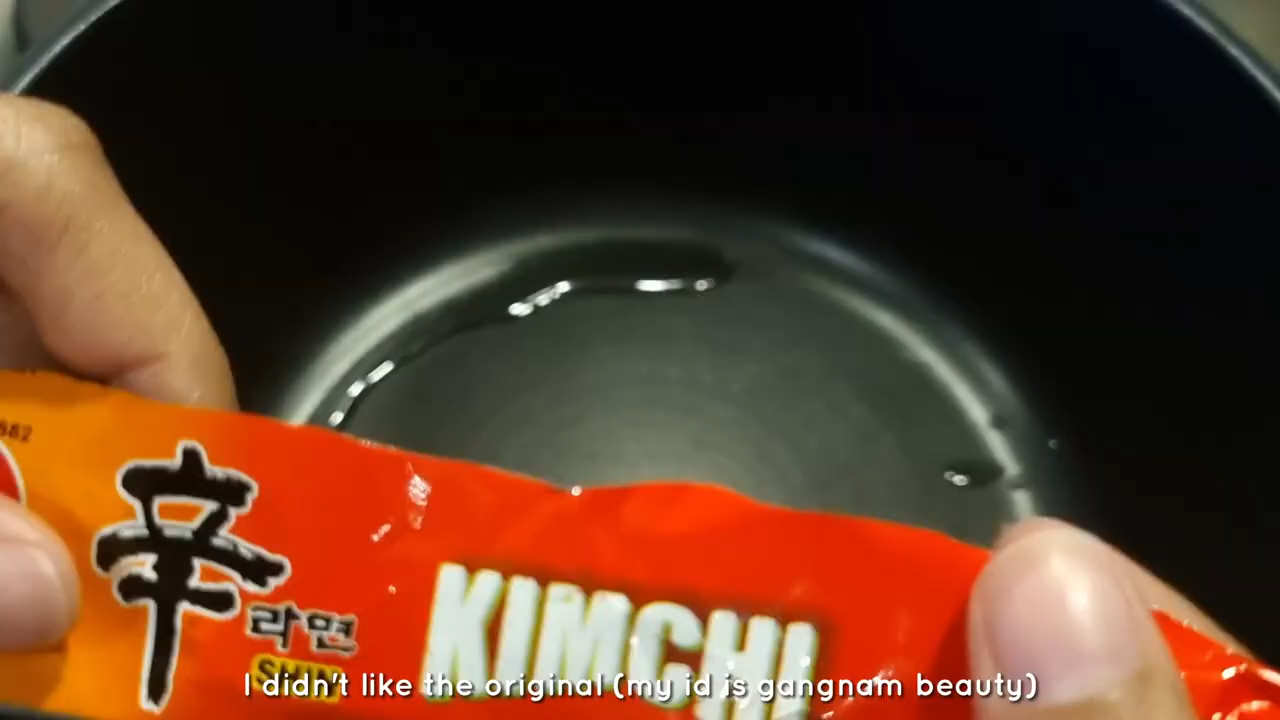 辛
라면
SHIN
KIMCHI
I didn't like the original (my id is gangnam beauty)